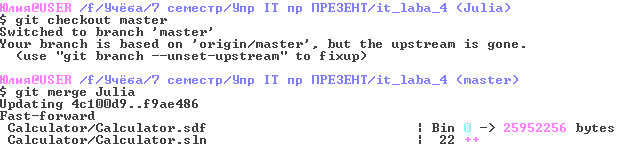 Юлия@USER /f/Учёба/7 семестр/Упр IT пр ПРЕЗЕНТ/it_laba_4 (Julia)
$ git checkout master
Switched to branch 'master'
Your branch is based on 'origin/master', but the upstream is gone.
  (use "git branch --unset-upstream" to fixup)

Юлия@USER /f/Учёба/7 семестр/Упр IT пр ПРЕЗЕНТ/it_laba_4 (master)
$ git merge Julia
Updating 4c100d9..f9ae486
Fast-forward
 Calculator/Calculator.sdf | Bin 0 -> 25952256 bytes
 Calculator/Calculator.sln | 22 ++